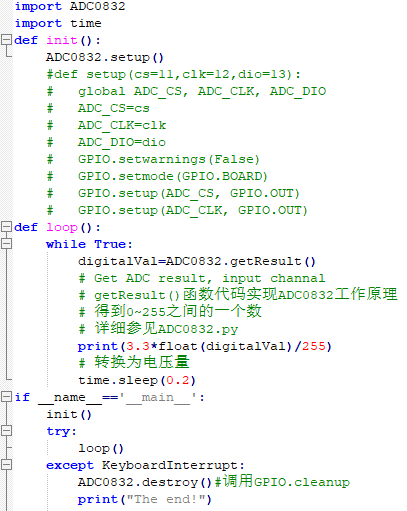 import ADC0832
import time
def init():
    ADC0832.setup()
    #def setup(cs=11,clk=12,dio=13):
    #   global ADC_CS, ADC_CLK, ADC_DIO
    #   ADC_CS=cs
    #   ADC_CLK=clk
    #   ADC_DIO=dio
    #   GPIO.setwarnings(False)
    #   GPIO.setmode(GPIO.BOARD)
    #   GPIO.setup(ADC_CS, GPIO.OUT)
    #   GPIO.setup(ADC_CLK, GPIO.OUT)
def loop():
    while True:
        digitalVal=ADC0832.getResult()
        # Get ADC result, input channal
        # getResult()函数代码实现ADC0832工作原理
        # 得到0~255之间的一个数
        # 详细参见ADC0832.py
        print(3.3*float(digitalVal)/255)
        # 转换为电压量
        time.sleep(0.2)
if __name__=='__main__':
    init()
    try:
        loop()
    except KeyboardInterrupt:
        ADC0832.destroy()#调用GPIO.cleanup
        print("The end!")